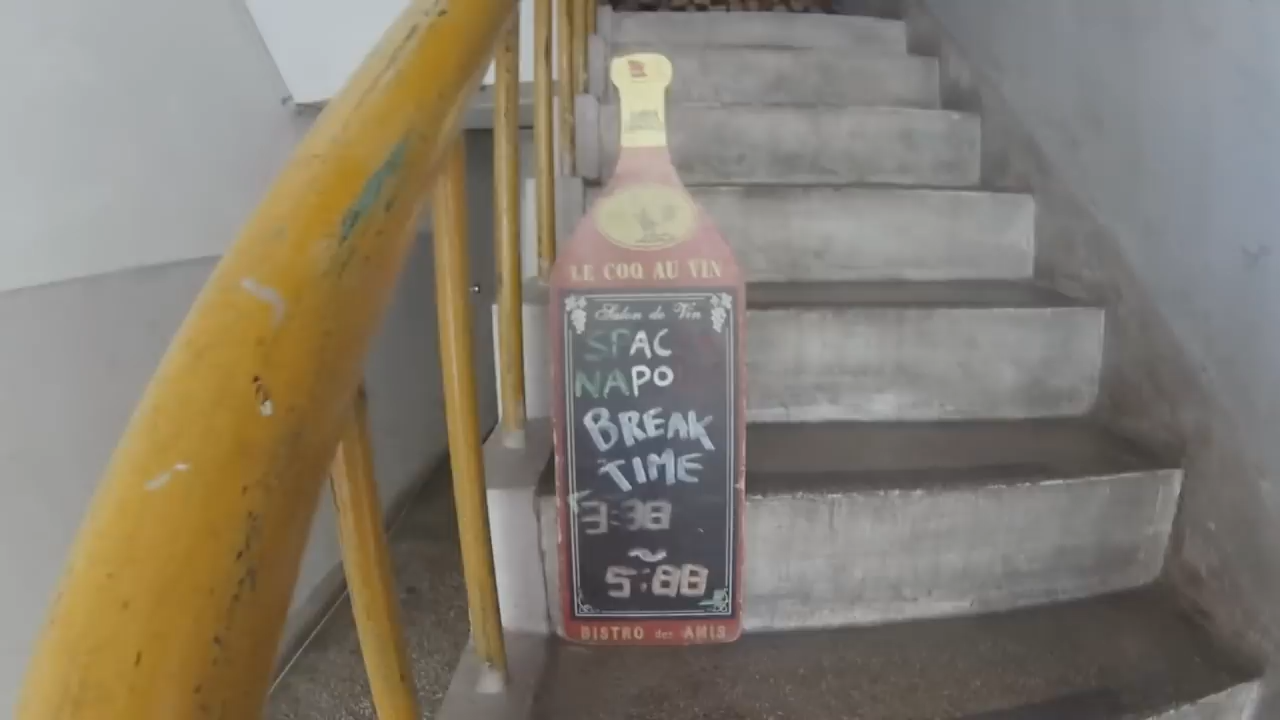 LE COQ AU VIN
Salon de Vin
SPAC
NAPO
BREAK
TIME
3:30
~
5:00
BISTRO des AMIS